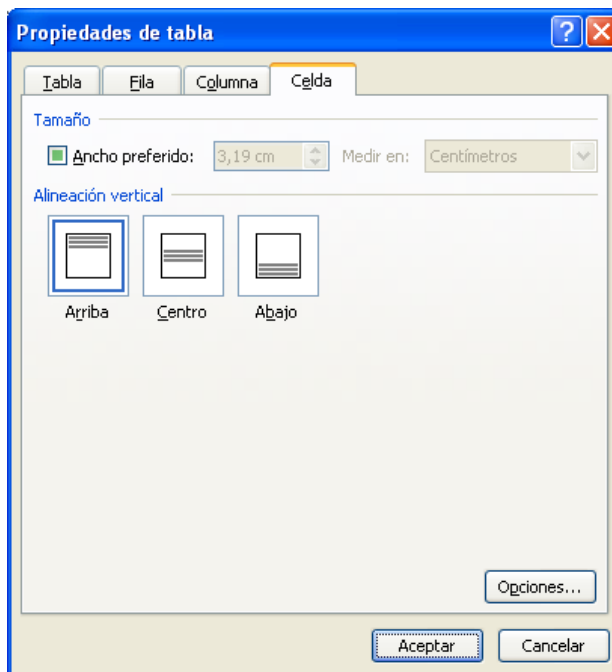 Propiedades de tabla
Tabla Fila Columna Celda
Tamaño
Ancho preferido: 3,19 cm Medir en: Centímetros
Alineación vertical
Arriba Centro Abajo
Opciones...
Aceptar Cancelar